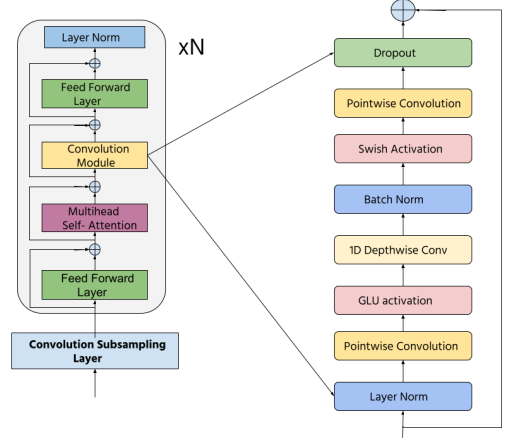 Layer Norm
xN
Feed Forward
Layer
Convolution
Module
Multihead
Self- Attention
Feed Forward
Layer
Convolution Subsampling
Layer
Dropout
Pointwise Convolution
Swish Activation
Batch Norm
1D Depthwise Conv
GLU activation
Pointwise Convolution
Layer Norm